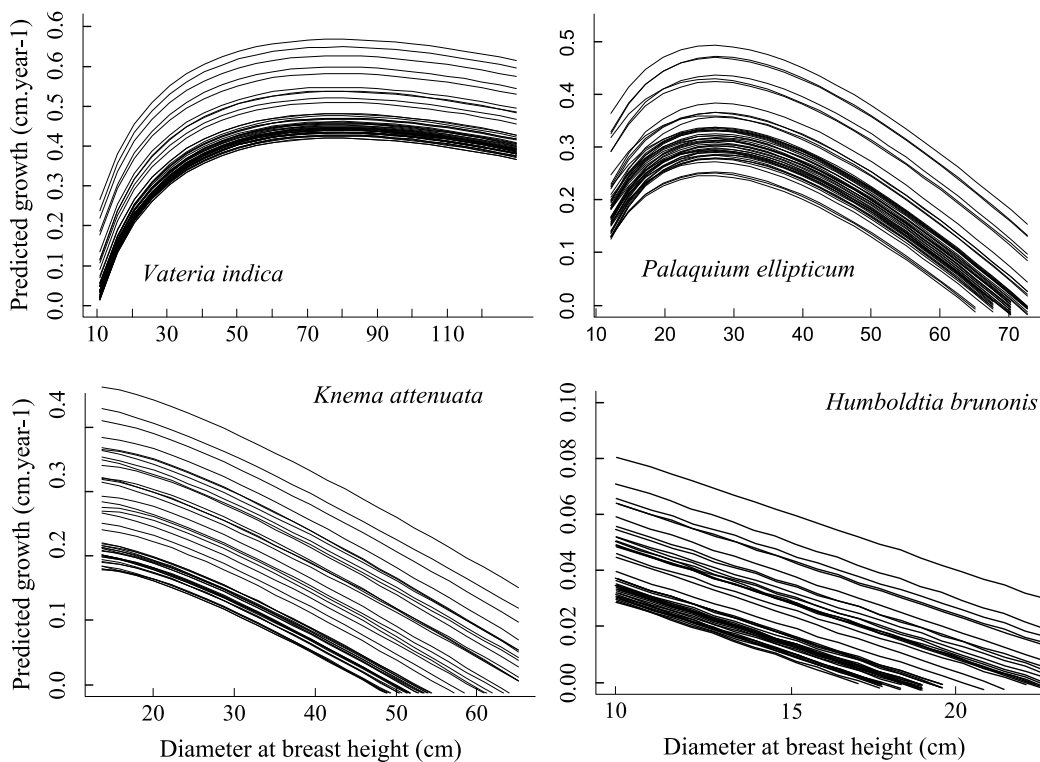 Predicted growth (cm.year-1)
0.6
0.6
0.5
0.4
0.3
0.2
0.1
0.0
Vateria indica
10 30 50 70 90 110
0.5
0.4
0.3
0.2
0.1
0.0
Palaquium ellipticum
10 20 30 40 50 60 70
Predicted growth (cm.year-1)
0.4
0.3
0.2
0.1
0.0
Knema attenuata
20 30 40 50 60
Diameter at breast height (cm)
0.10
0.08
0.06
0.04
0.02
0.00
Humboldtia brunonis
10 15 20
Diameter at breast height (cm)